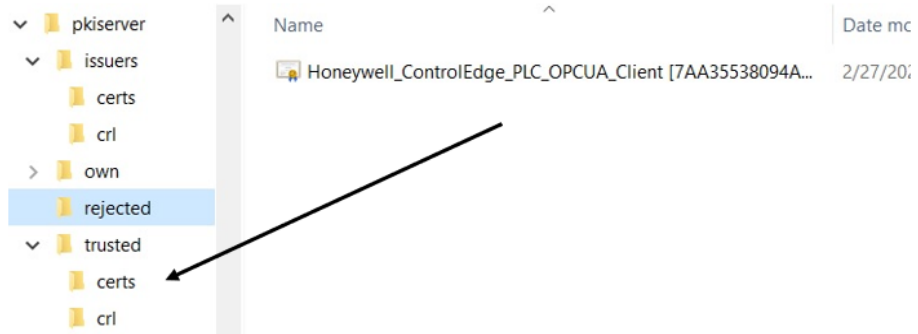 pkiserver
issuers
certs
crl
own
rejected
trusted
certs
crl
Name
Date mo
Honeywell_ControlEdge_PLC_OPCUA_Client [7AA35538094A...
2/27/202